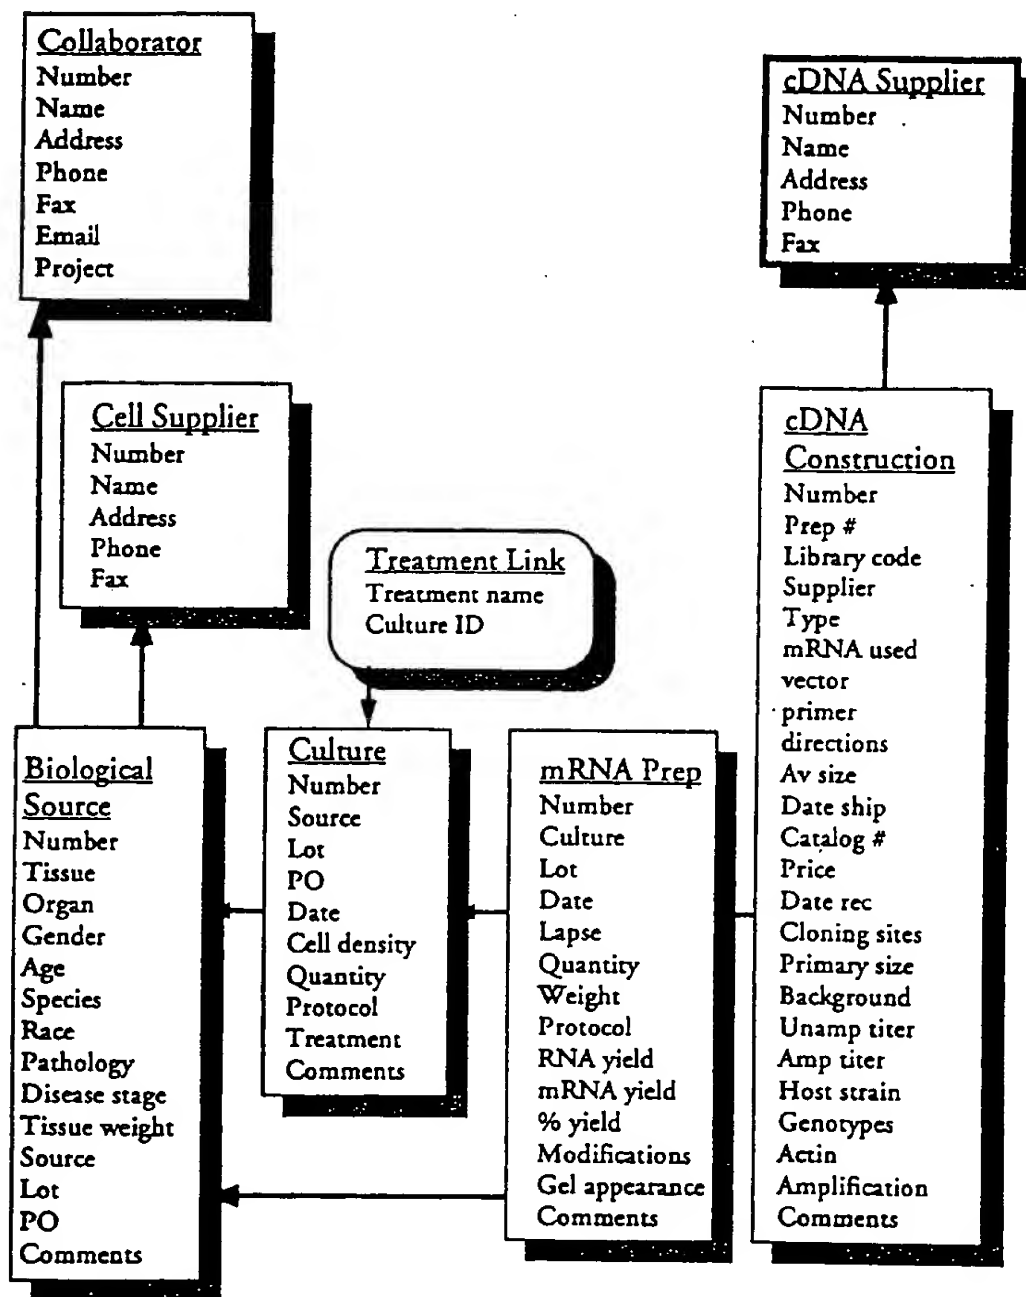 Collaborator
Number
Name
Address
Phone
Fax
Email
Project
cDNA Supplier
Number
Name
Address
Phone
Fax
Cell Supplier
Number
Name
Address
Phone
Fax
Treatment Link
Treatment name
Culture ID
Biological
Source
Number
Tissue
Organ
Gender
Age
Species
Race
Pathology
Disease stage
Tissue weight
Source
Lot
PO
Comments
Culture
Number
Source
Lot
PO
Date
Cell density
Quantity
Protocol
Treatment
Comments
mRNA Prep
Number
Culture
Lot
Date
Lapse
Quantity
Weight
Protocol
RNA yield
mRNA yield
% yield
Modifications
Gel appearance
Comments
cDNA
Construction
Number
Prep #
Library code
Supplier
Type
mRNA used
vector
primer
directions
Av size
Date ship
Catalog #
Price
Date rec
Cloning sites
Primary size
Background
Unamp titer
Amp titer
Host strain
Genotypes
Actin
Amplification
Comments